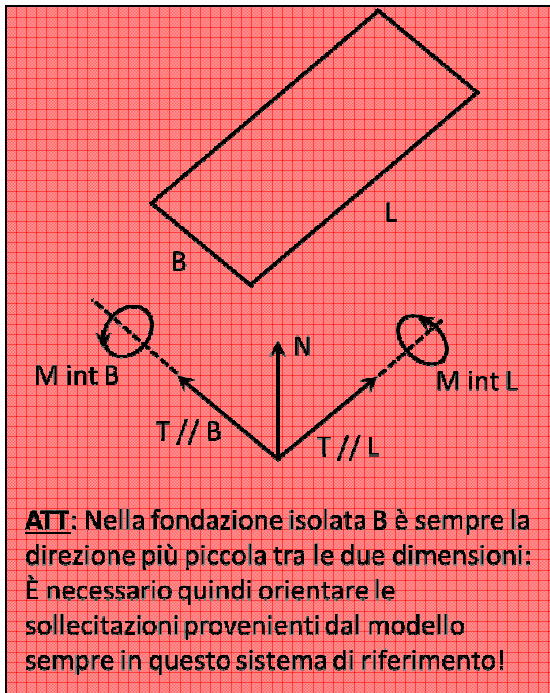 L
B
N
M int B
M int L
T // B
T // L
ATT: Nella fondazione isolata B è sempre la
direzione più piccola tra le due dimensioni:
È necessario quindi orientare le
sollecitazioni provenienti dal modello
sempre in questo sistema di riferimento!